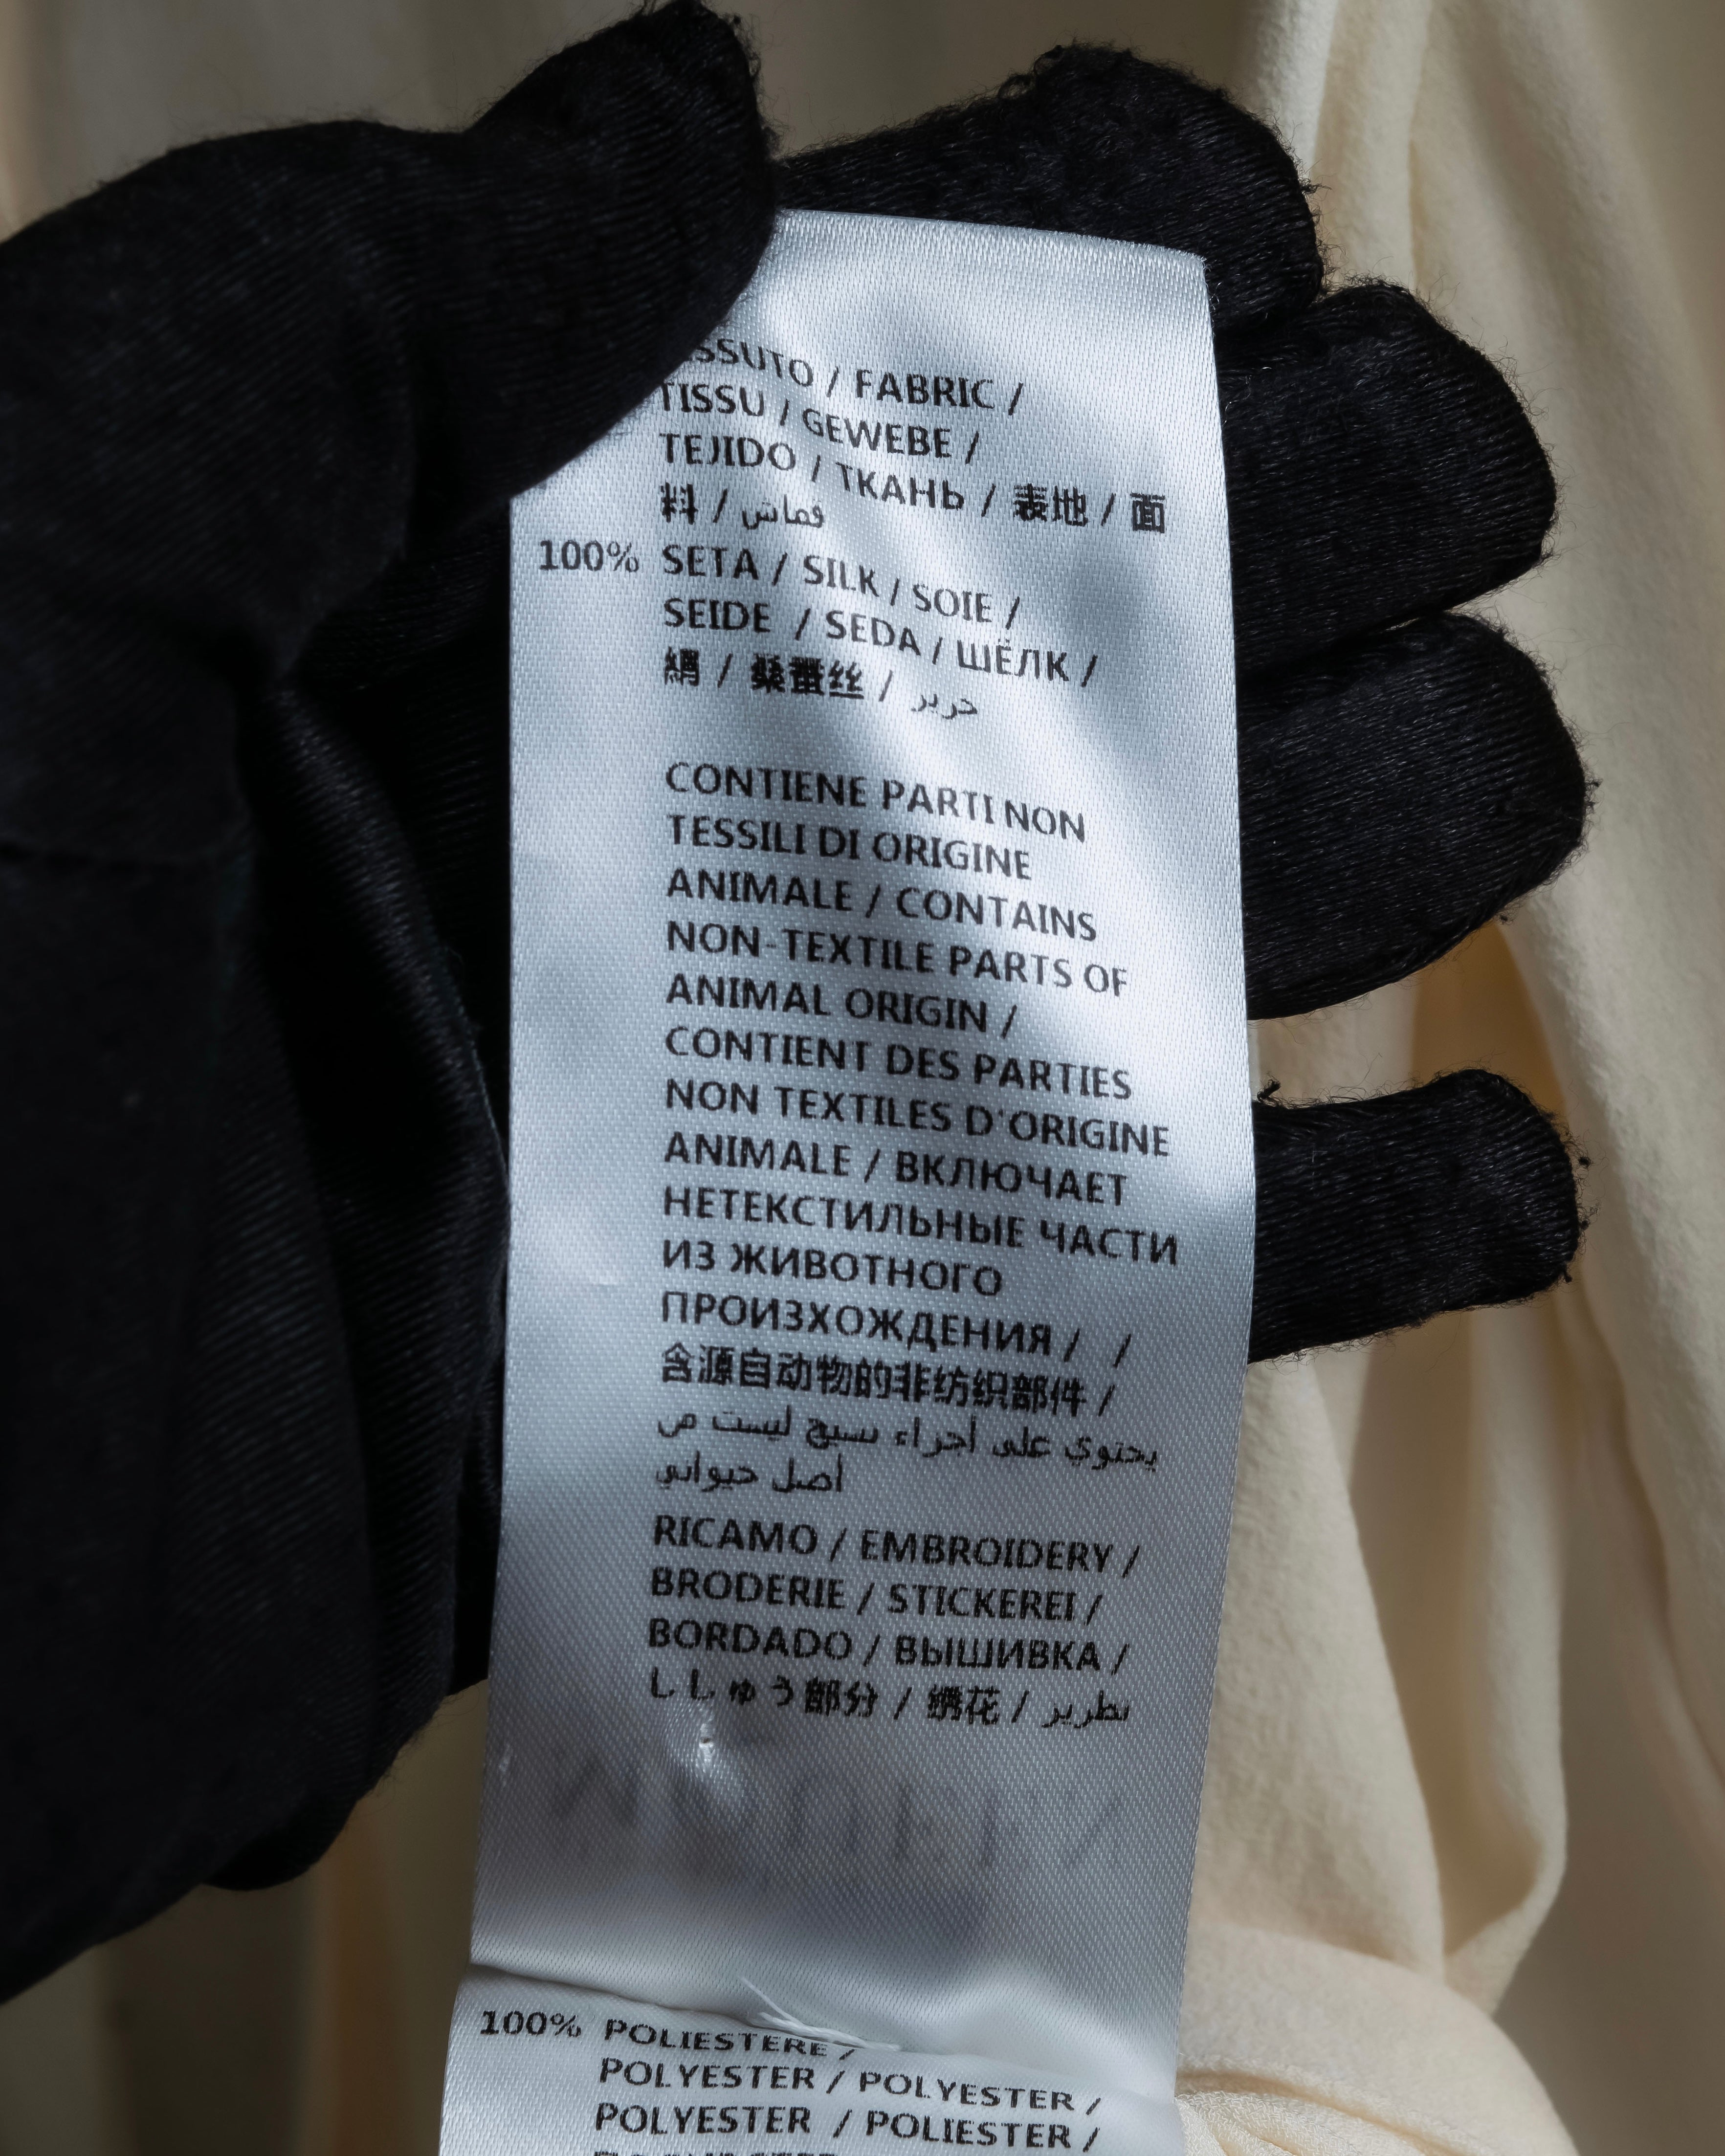 / FABRIC /
TISSU / GEWEBE /
TEJIDO / ТКАНЬ / 表地 / 面
料 / قماش
100% SETA / SILK / SOIE /
SEIDE / SEDA / ШЁЛК /
絹 / 桑蚕丝 / حرير
CONTIENE PARTI NON
TESSILI DI ORIGINE
ANIMALE / CONTAINS
NON-TEXTILE PARTS OF
ANIMAL ORIGIN /
CONTIENT DES PARTIES
NON TEXTILES D'ORIGINE
ANIMALE / ВКЛЮЧАЕТ
НЕТЕКСТИЛЬНЫЕ ЧАСТИ
ИЗ ЖИВОТНОГО
ПРОИЗХОЖДЕНИЯ / /
含源自动物的非纺织部件 /
يحتوي على أجزاء نسيج ليست من
أصل حيواني
RICAMO / EMBROIDERY /
BRODERIE / STICKEREI /
BORDADO / ВЫШИВКА /
ししゅう部分 / 绣花 / تطريز
100% POLIESTERE /
POLYESTER / POLYESTER /
POLYESTER / POLIESTER /